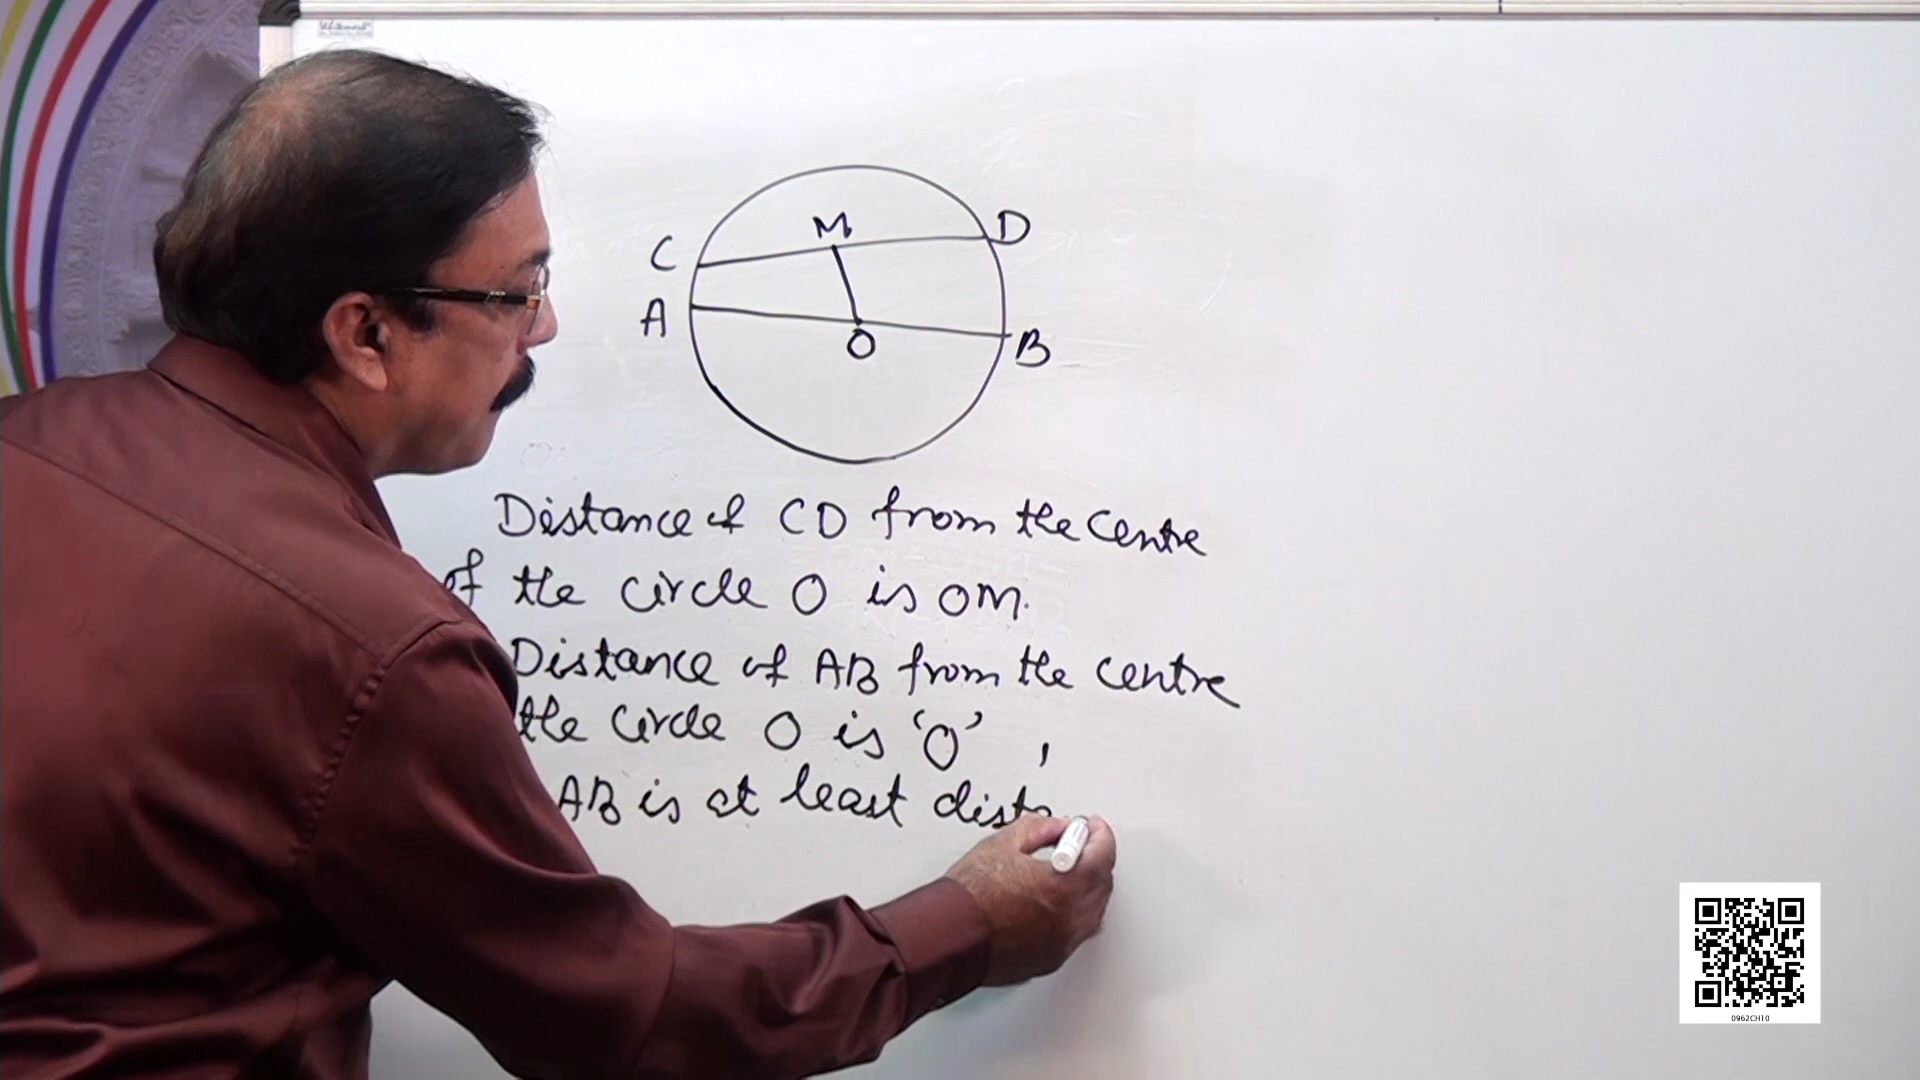 M
C
D
A
O
B
Distance of CD from the centre
of the circle O is OM.
Distance of AB from the centre
the circle O is 'O',
AB is at least dist
0962CH10